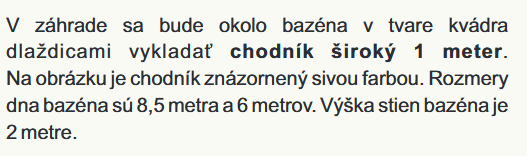 V záhrade sa bude okolo bazéna v tvare kvádra
dlaždicami vykladať chodník široký 1 meter.
Na obrázku je chodník znázornený sivou farbou. Rozmery
dna bazéna sú 8,5 metra a 6 metrov. Výška stien bazéna je
2 metre.